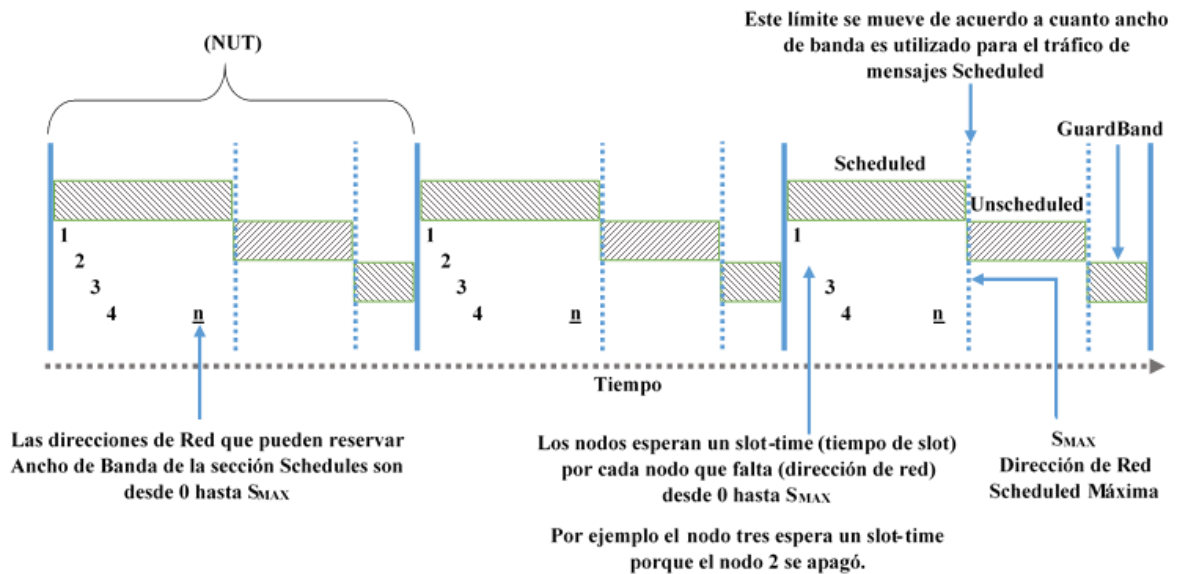 Este límite se mueve de acuerdo a cuanto ancho
de banda es utilizado para el tráfico de
mensajes Scheduled
(NUT)
GuardBand
Scheduled
Unscheduled
1
2
3
4
n
1
2
3
4
n
1
3
4
n
Tiempo
Las direcciones de Red que pueden reservar
Ancho de Banda de la sección Schedules son
desde 0 hasta SMAX
Los nodos esperan un slot-time (tiempo de slot)
por cada nodo que falta (dirección de red)
desde 0 hasta SMAX
Por ejemplo el nodo tres espera un slot-time
porque el nodo 2 se apagó.
SMAX
Dirección de Red
Scheduled Máxima